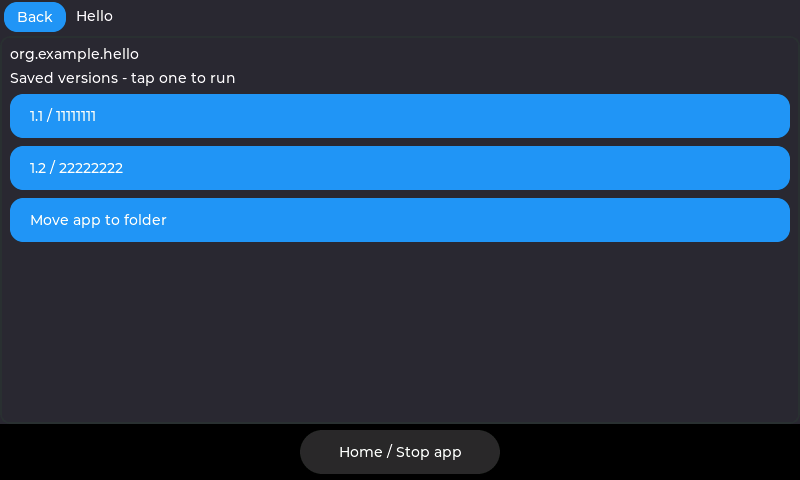 Back
Hello
org.example.hello
Saved versions - tap one to run
1.1 / 11111111
1.2 / 22222222
Move app to folder
Home / Stop app